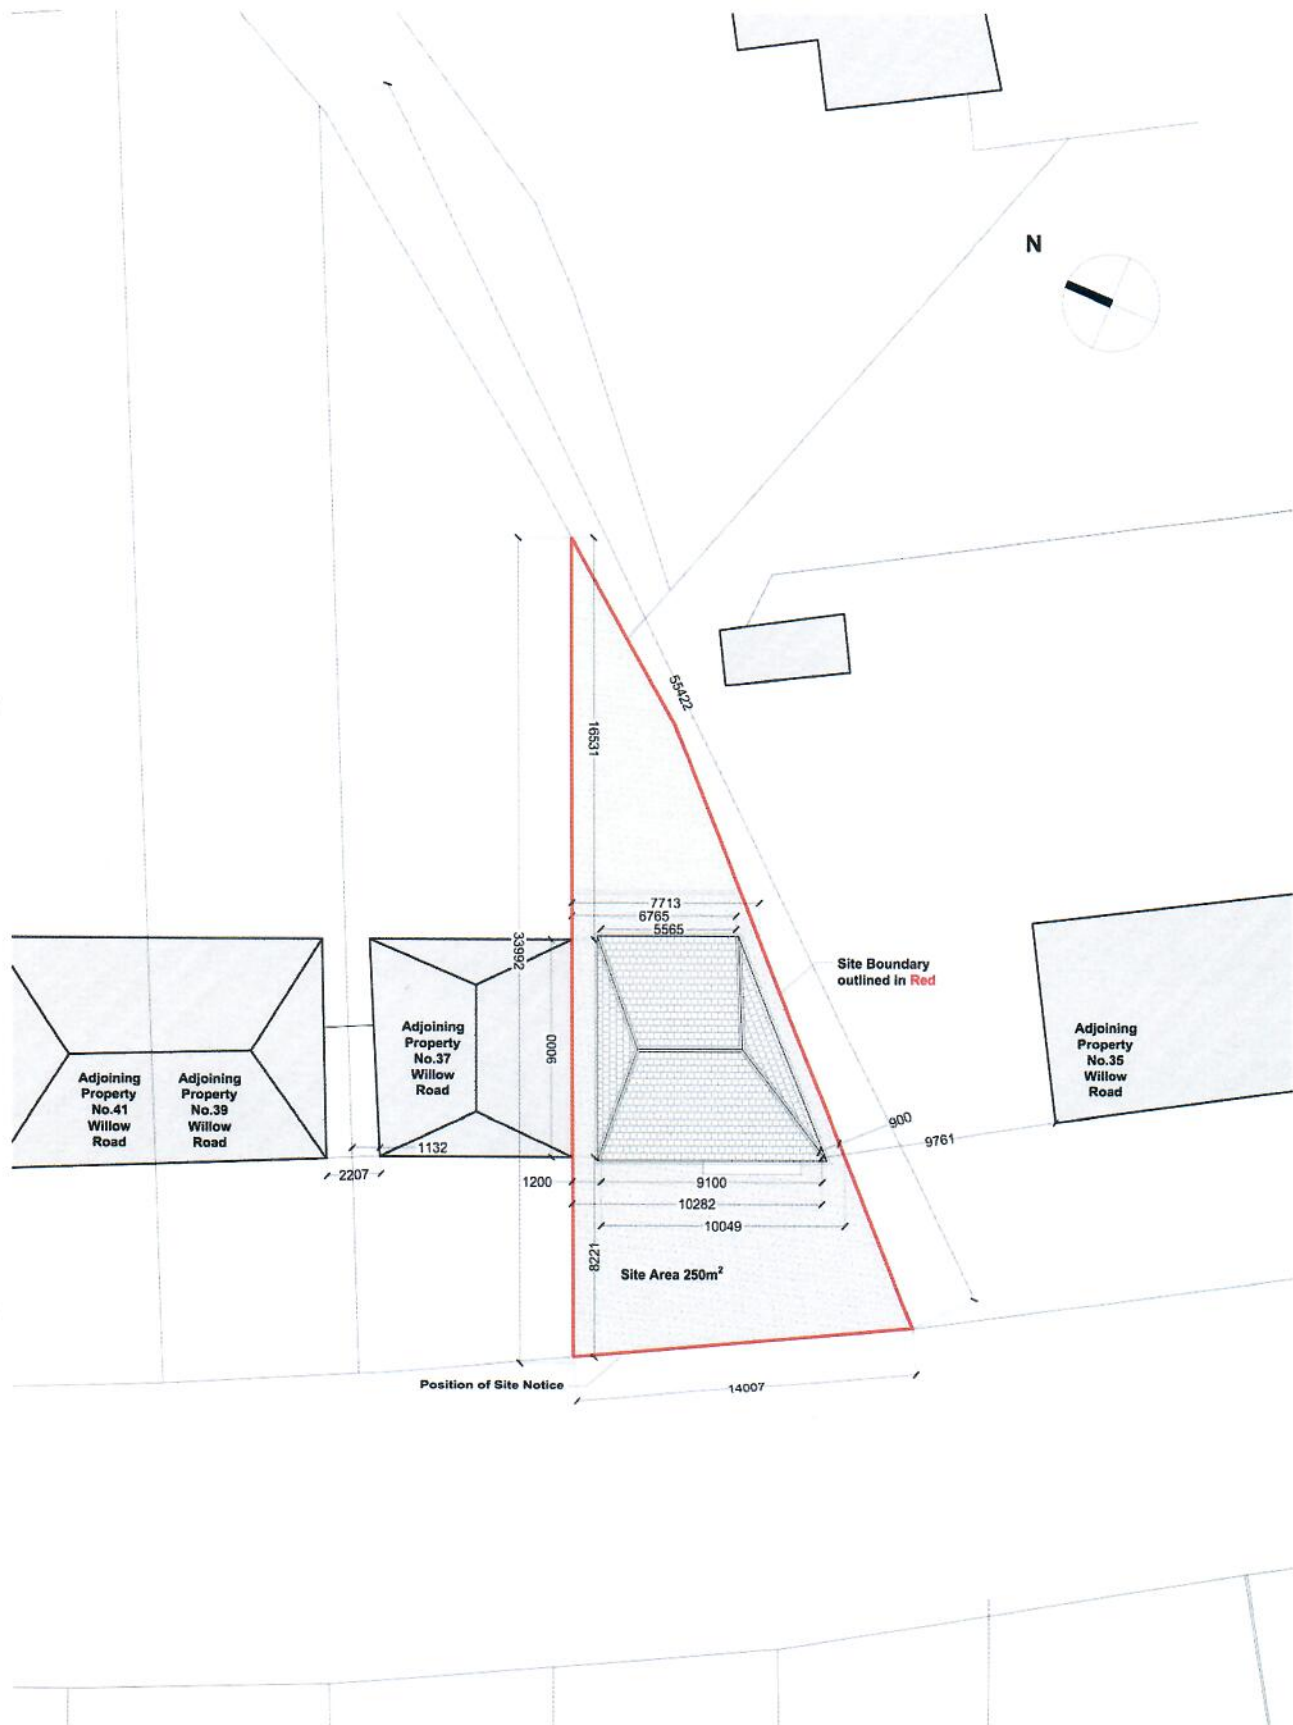 N
55422
16531
7713
6765
5565
33992
Site Boundary
outlined in Red
Adjoining
Property
No.37
Willow
Road
9000
Adjoining
Property
No.35
Willow
Road
Adjoining
Property
No.41
Willow
Road
Adjoining
Property
No.39
Willow
Road
900
9761
1132
2207
1200
9100
10282
10049
8221
Site Area 250m²
Position of Site Notice
14007